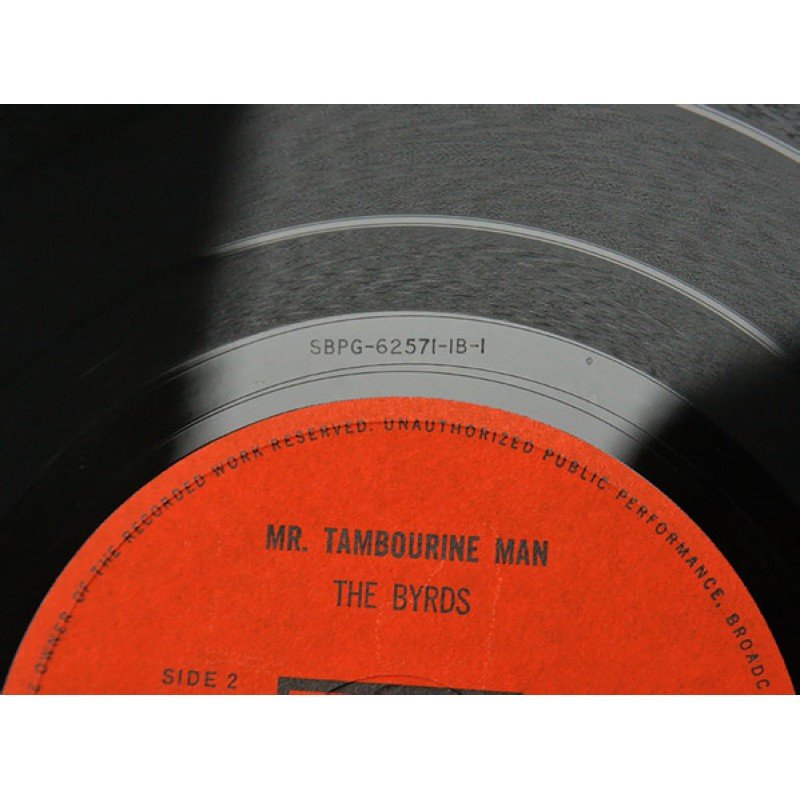 SBPG-62571-1B-1
OWNER OF THE RECORDED WORK RESERVED. UNAUTHORIZED PUBLIC PERFORMANCE, BROADC
MR. TAMBOURINE MAN
THE BYRDS
SIDE 2